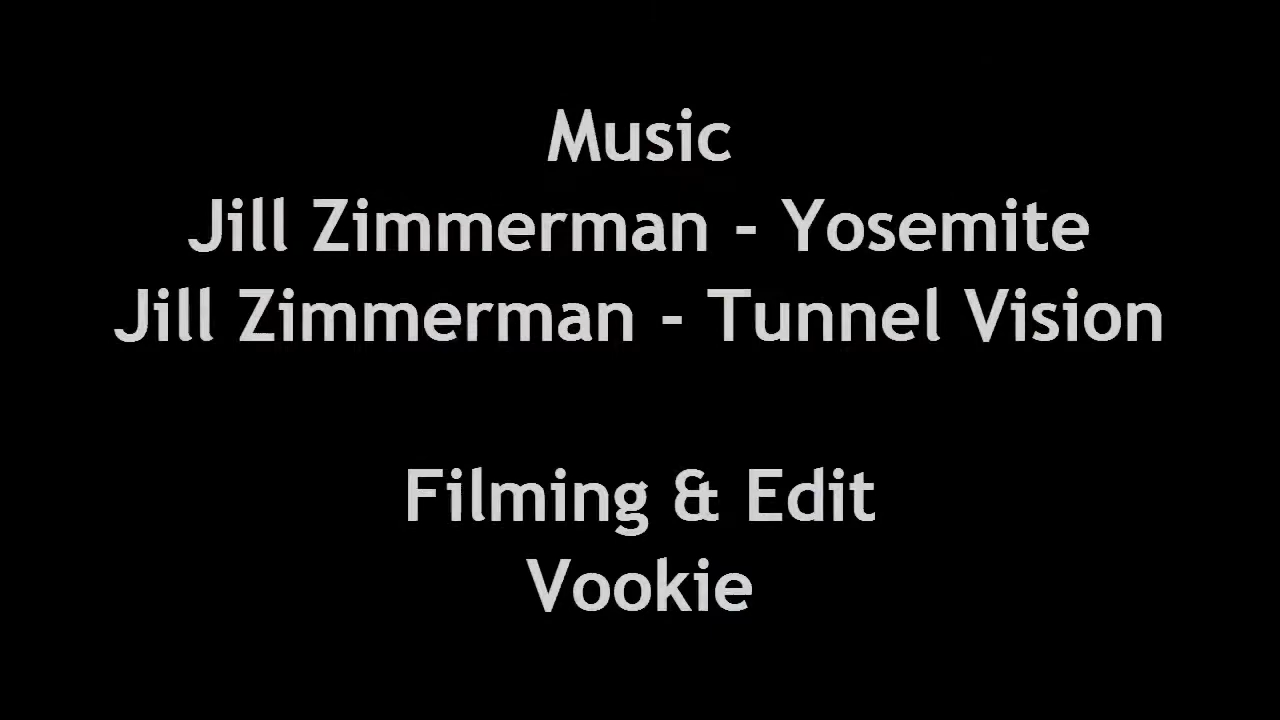 Music
Jill Zimmerman - Yosemite
Jill Zimmerman - Tunnel Vision
Filming & Edit
Vookie